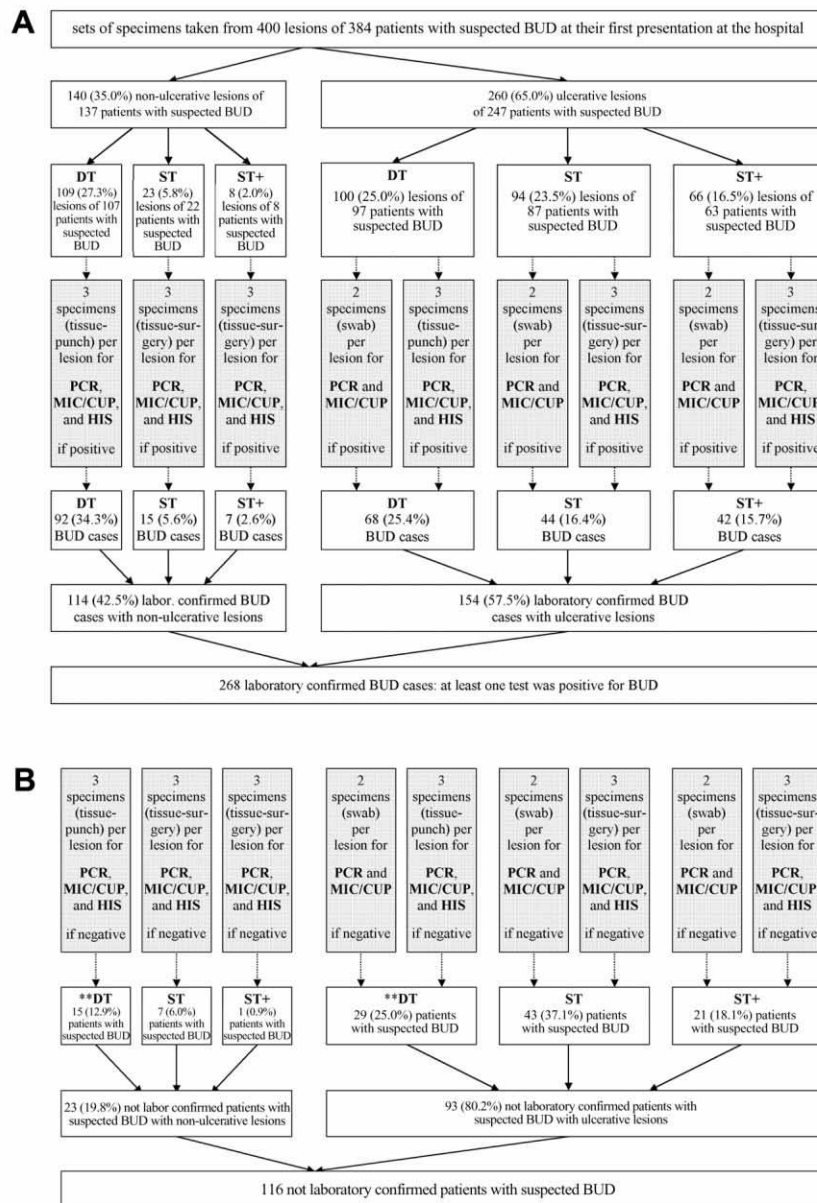 A
sets of specimens taken from 400 lesions of 384 patients with suspected BUD at their first presentation at the hospital
140 (35.0%) non-ulcerative lesions of
137 patients with suspected BUD
260 (65.0%) ulcerative lesions
of 247 patients with suspected BUD
DT
109 (27.3%)
lesions of 107
patients with
suspected
BUD
ST
23 (5.8%)
lesions of 22
patients with
suspected
BUD
ST+
8 (2.0%)
lesions of 8
patients with
suspected
BUD
DT
100 (25.0%) lesions of
97 patients with
suspected BUD
ST
94 (23.5%) lesions of
87 patients with
suspected BUD
ST+
66 (16.5%) lesions of
63 patients with
suspected BUD
3
specimens
(tissue-
punch) per
lesion for
PCR,
MIC/CUP,
and HIS
if positive
3
specimens
(tissue-sur-
gery) per
lesion for
PCR,
MIC/CUP,
and HIS
if positive
3
specimens
(tissue-sur-
gery) per
lesion for
PCR,
MIC/CUP,
and HIS
if positive
2
specimens
(swab)
per
lesion for
PCR and
MIC/CUP
if positive
3
specimens
(tissue-
punch) per
lesion for
PCR,
MIC/CUP,
and HIS
if positive
2
specimens
(swab)
per
lesion for
PCR and
MIC/CUP
if positive
3
specimens
(tissue-sur-
gery) per
lesion for
PCR,
MIC/CUP,
and HIS
if positive
2
specimens
(swab)
per
lesion for
PCR and
MIC/CUP
if positive
3
specimens
(tissue-sur-
gery) per
lesion for
PCR,
MIC/CUP,
and HIS
if positive
DT
92 (34.3%)
BUD cases
ST
15 (5.6%)
BUD cases
ST+
7 (2.6%)
BUD cases
DT
68 (25.4%)
BUD cases
ST
44 (16.4%)
BUD cases
ST+
42 (15.7%)
BUD cases
114 (42.5%) labor. confirmed BUD
cases with non-ulcerative lesions
154 (57.5%) laboratory confirmed BUD
cases with ulcerative lesions
268 laboratory confirmed BUD cases: at least one test was positive for BUD
B
3
specimens
(tissue-
punch) per
lesion for
PCR,
MIC/CUP,
and HIS
if negative
3
specimens
(tissue-sur-
gery) per
lesion for
PCR,
MIC/CUP,
and HIS
if negative
3
specimens
(tissue-sur-
gery) per
lesion for
PCR,
MIC/CUP,
and HIS
if negative
2
specimens
(swab)
per
lesion for
PCR and
MIC/CUP
if negative
3
specimens
(tissue-
punch) per
lesion for
PCR,
MIC/CUP,
and HIS
if negative
2
specimens
(swab)
per
lesion for
PCR and
MIC/CUP
if negative
3
specimens
(tissue-sur-
gery) per
lesion for
PCR,
MIC/CUP,
and HIS
if negative
2
specimens
(swab)
per
lesion for
PCR and
MIC/CUP
if negative
3
specimens
(tissue-sur-
gery) per
lesion for
PCR,
MIC/CUP,
and HIS
if negative
**DT
15 (12.9%)
patients with
suspected BUD
ST
7 (6.0%)
patients with
suspected BUD
ST+
1 (0.9%)
patients with
suspected BUD
**DT
29 (25.0%) patients
with suspected BUD
ST
43 (37.1%) patients
with suspected BUD
ST+
21 (18.1%) patients
with suspected BUD
23 (19.8%) not labor confirmed patients with
suspected BUD with non-ulcerative lesions
93 (80.2%) not laboratory confirmed patients with
suspected BUD with ulcerative lesions
116 not laboratory confirmed patients with suspected BUD